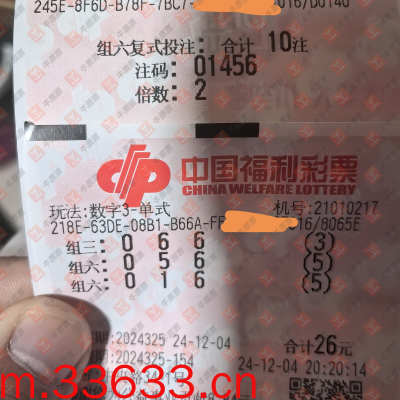 245E-8F6D-B78F-7BC7- 016/D0140
组六复式投注: 合计 10注
注码: 01456
倍数: 2
中国福利彩票
CHINA WELFARE LOTTERY
玩法:数字3-单式 机号:21010217
218E-63DE-08B1-B66A-FF 16/8065E
组三: 0 6 6 (3)
组六: 0 5 6 (5)
组六: 0 1 6 (5)
:2024325 24-12-04 合计26元
:2024325-154 24-12-04 20:20:14
m.33633.cn